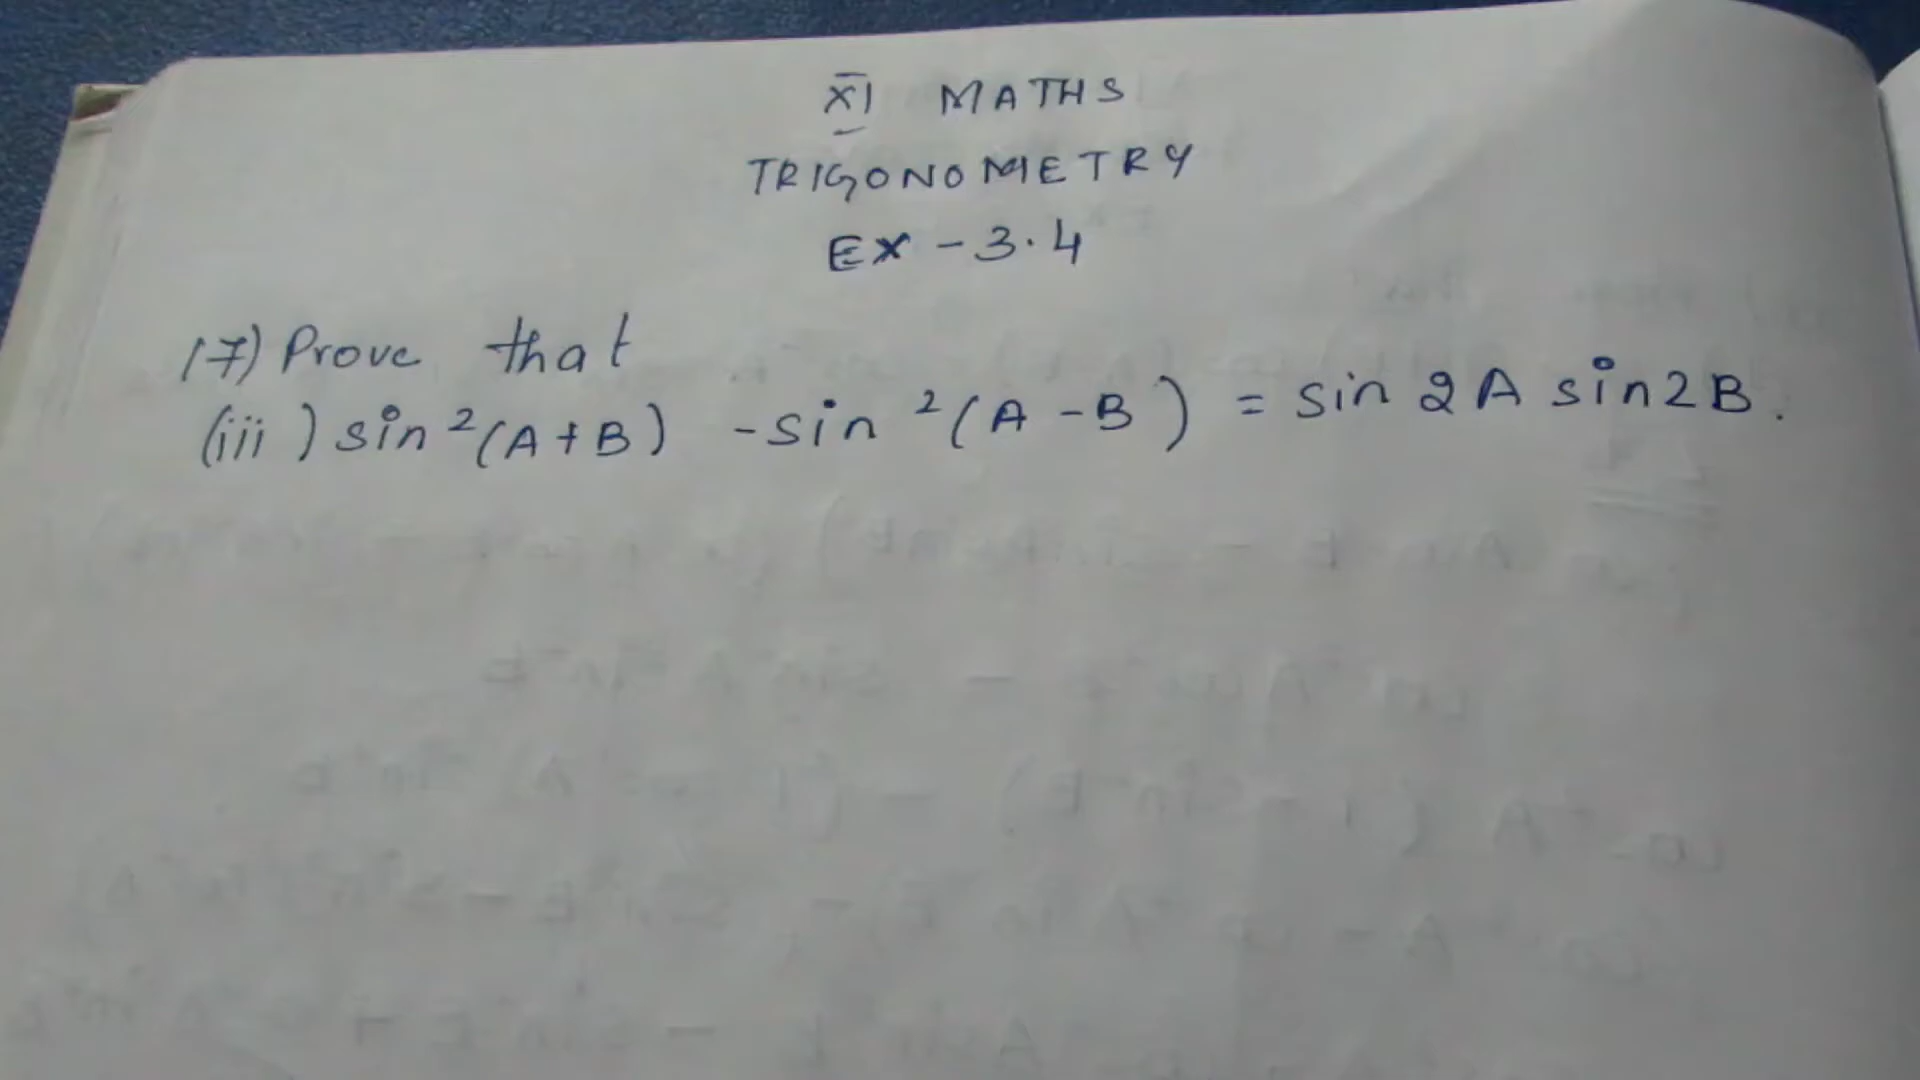 XI MATHS
TRIGONOMETRY
EX - 3.4
17) Prove that
(iii) sin²(A+B) - sin²(A-B) = sin 2A sin2B.